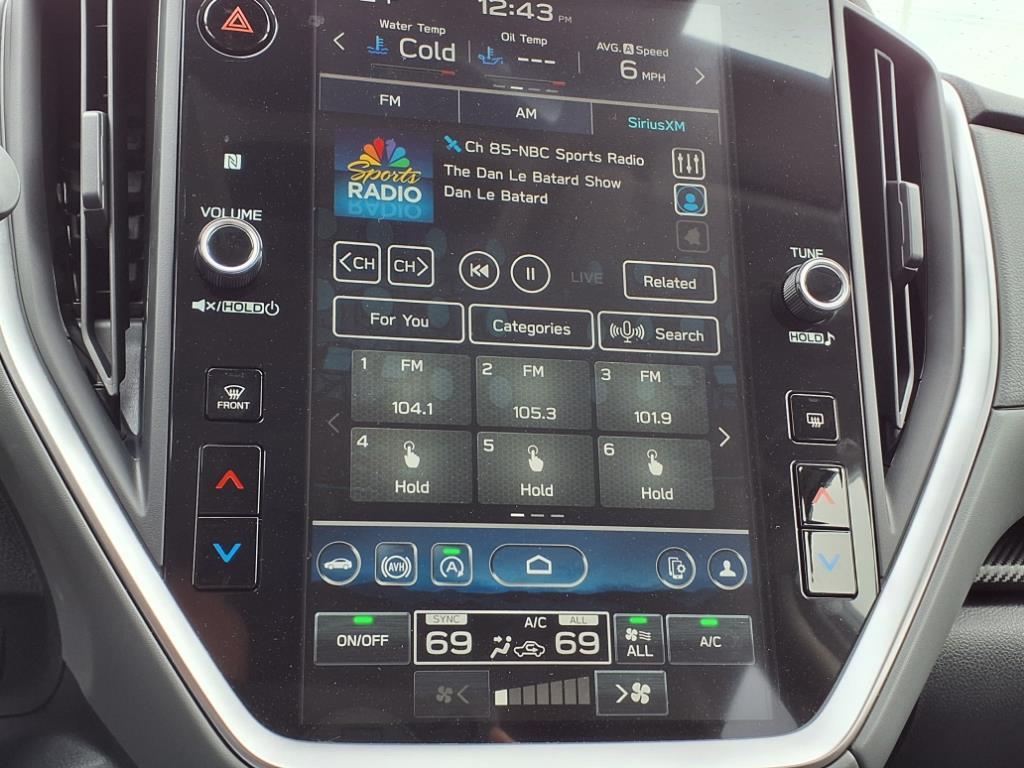 12:43 PM
Water Temp
Cold
Oil Temp
---
AVG. A Speed
6 MPH
FM
AM
SiriusXM
Sports
RADIO
Ch 85-NBC Sports Radio
The Dan Le Batard Show
Dan Le Batard
<CH
CH>
LIVE
Related
For You
Categories
Search
1 FM
104.1
2 FM
105.3
3 FM
101.9
4
Hold
5
Hold
6
Hold
VOLUME
/HOLD
TUNE
HOLD
FRONT
AVH
A
ON/OFF
SYNC
69
A/C
ALL
69
ALL
A/C